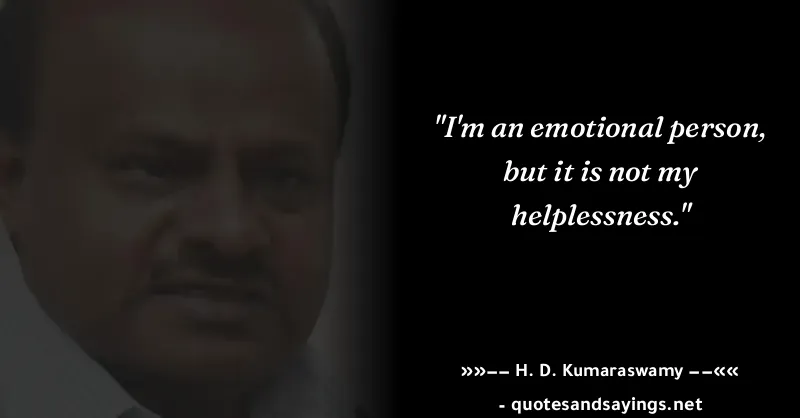 "I'm an emotional person,
but it is not my
helplessness."
»»–– H. D. Kumaraswamy ––««
- quotesandsayings.net